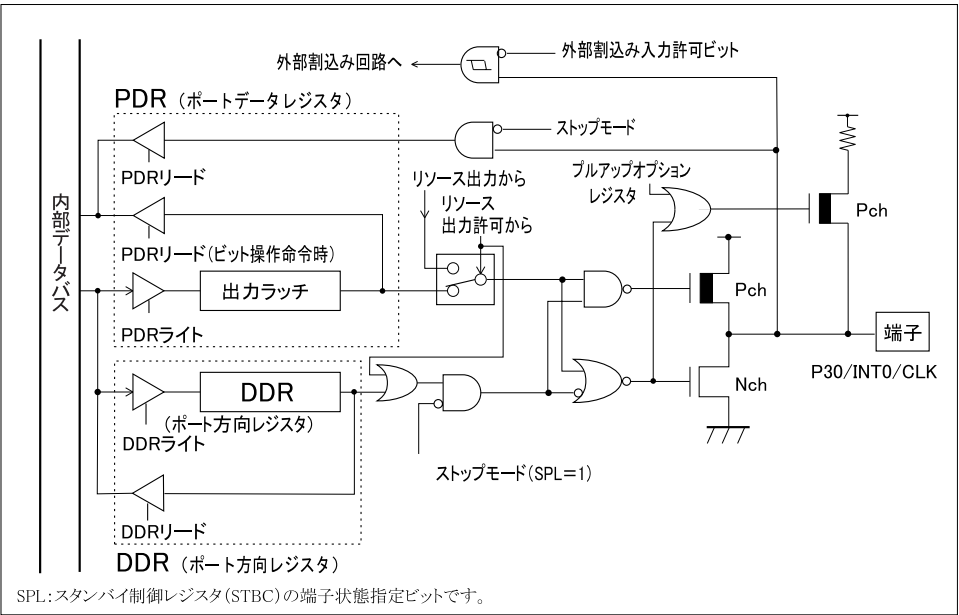 外部割込み回路へ
外部割込み入力許可ビット
PDR（ポートデータレジスタ）
ストップモード
PDRリード
リソース出力から
プルアップオプション
レジスタ
リソース
出力許可から
Pch
内部データバス
PDRリード(ビット操作命令時)
出力ラッチ
Pch
PDRライト
端子
P30/INT0/CLK
DDR
Nch
(ポート方向レジスタ)
DDRライト
ストップモード(SPL=1)
DDRリード
DDR（ポート方向レジスタ）
SPL:スタンバイ制御レジスタ(STBC)の端子状態指定ビットです。